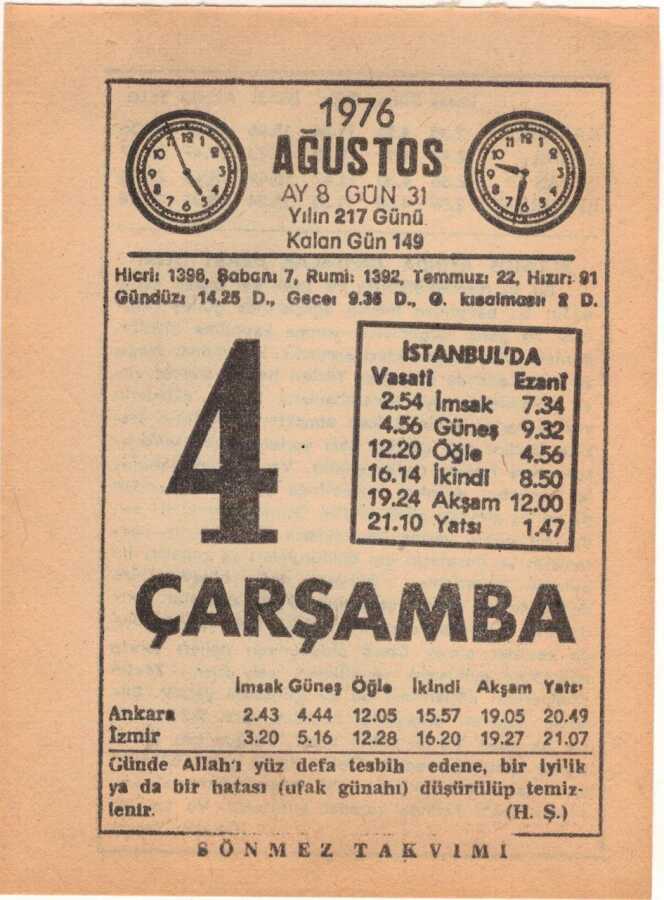 1976
AĞUSTOS
AY 8 GÜN 31
Yılın 217 Günü
Kalan Gün 149
Hicri: 1396, Şaban: 7, Rumi: 1392, Temmuz: 22, Hızır: 91
Gündüz: 14.25 D., Gece: 9.35 D., G. kısalması: 2 D.
4
İSTANBUL'DA
Vasatî Ezanî
2.54 İmsak 7.34
4.56 Güneş 9.32
12.20 Öğle 4.56
16.14 İkindi 8.50
19.24 Akşam 12.00
21.10 Yatsı 1.47
ÇARŞAMBA
İmsak Güneş Öğle İkindi Akşam Yatsı
Ankara 2.43 4.44 12.05 15.57 19.05 20.49
İzmir 3.20 5.16 12.28 16.20 19.27 21.07
Günde Allah'ı yüz defa tesbih edene, bir iyi'lik
ya da bir hatası (ufak günahı) düşürülüp temiz-
lenir. (H. Ş.)
SÖNMEZ TAKVİMİ